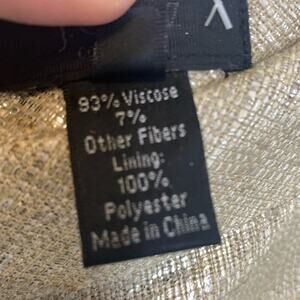 93% Viscose
7%
Other Fibers
Lining:
100%
Polyester
Made in China